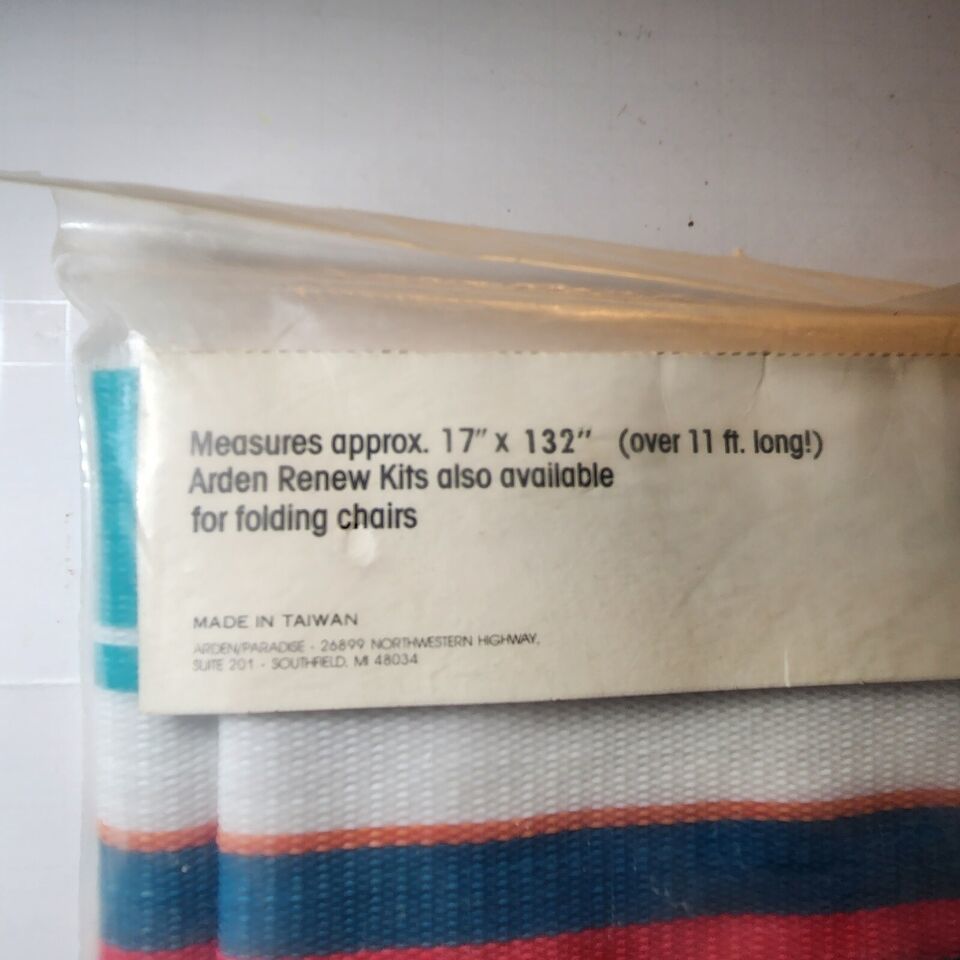 Measures approx. 17" x 132" (over 11 ft. long!)
Arden Renew Kits also available
for folding chairs
MADE IN TAIWAN
ARDEN/PARADISE - 26899 NORTHWESTERN HIGHWAY,
SUITE 201 - SOUTHFIELD, MI 48034